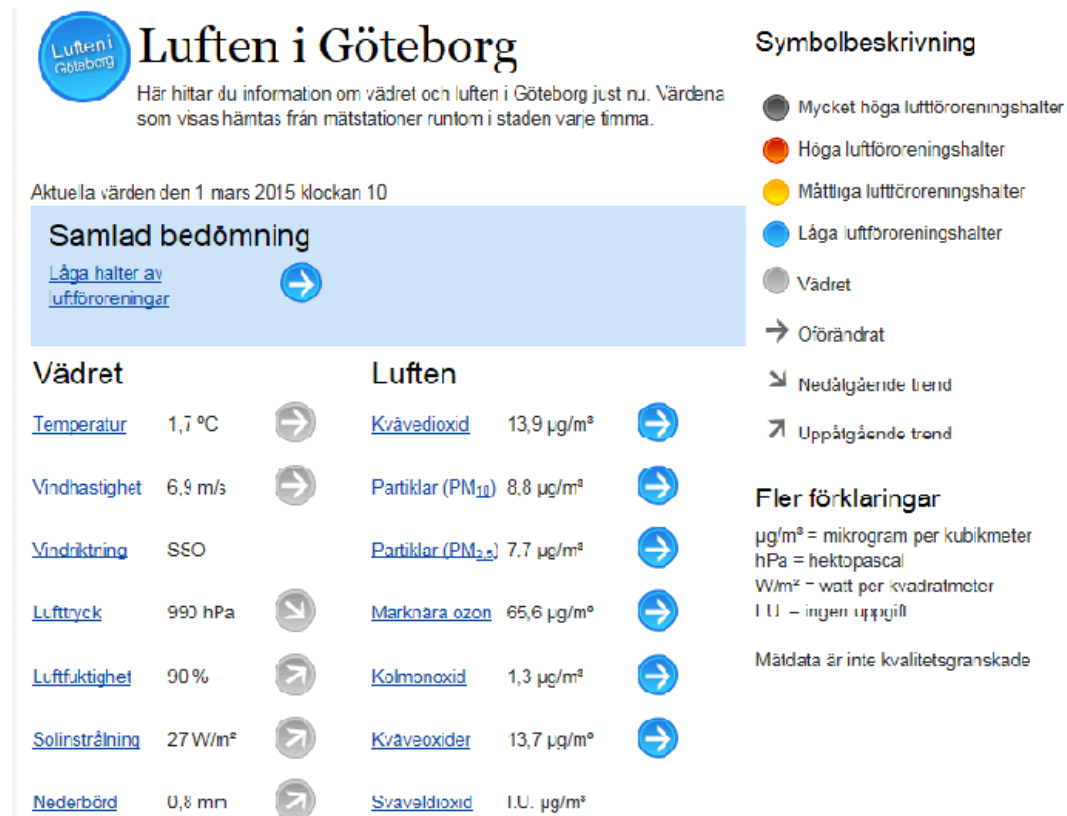 Luften i
Göteborg
Luften i Göteborg
Här hittar du information om vädret och luften i Göteborg just nu. Värdena
som visas hämtas från mätstationer runtom i staden varje timma.
Aktuella värden den 1 mars 2015 klockan 10
Samlad bedömning
Låga halter av
luftföroreningar
Vädret
Temperatur 1,7 ºC
Vindhastighet 6,9 m/s
Vindriktning SSO
Lufttryck 990 hPa
Luftfuktighet 90 %
Solinstrålning 27 W/m²
Nederbörd 0,8 mm
Luften
Kvävedioxid 13,9 µg/m³
Partiklar (PM10) 8,8 µg/m³
Partiklar (PM2,5) 7,7 µg/m³
Marknära ozon 65,6 µg/m³
Kolmonoxid 1,3 µg/m³
Kväveoxider 13,7 µg/m³
Svaveldioxid I.U. µg/m³
Symbolbeskrivning
Mycket höga luftföroreningshalter
Höga luftföroreningshalter
Måttliga luftföroreningshalter
Låga luftföroreningshalter
Vädret
Oförändrat
Nedåtgående trend
Uppåtgående trend
Fler förklaringar
µg/m³ = mikrogram per kubikmeter
hPa = hektopascal
W/m² = watt per kvadratmeter
I.U. = ingen uppgift
Mätdata är inte kvalitetsgranskade